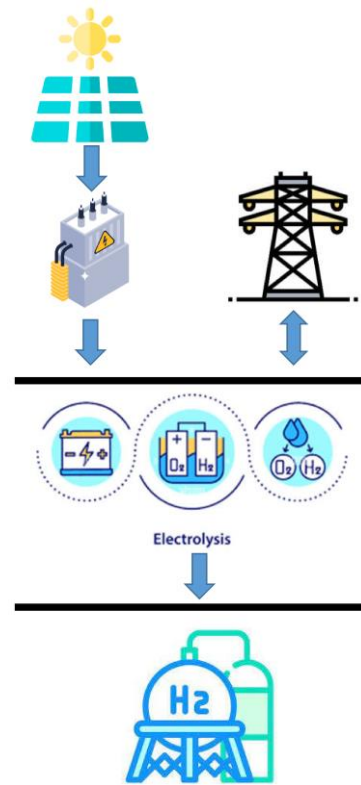 - +
+ -
O₂ H₂
O₂ H₂
Electrolysis
H2